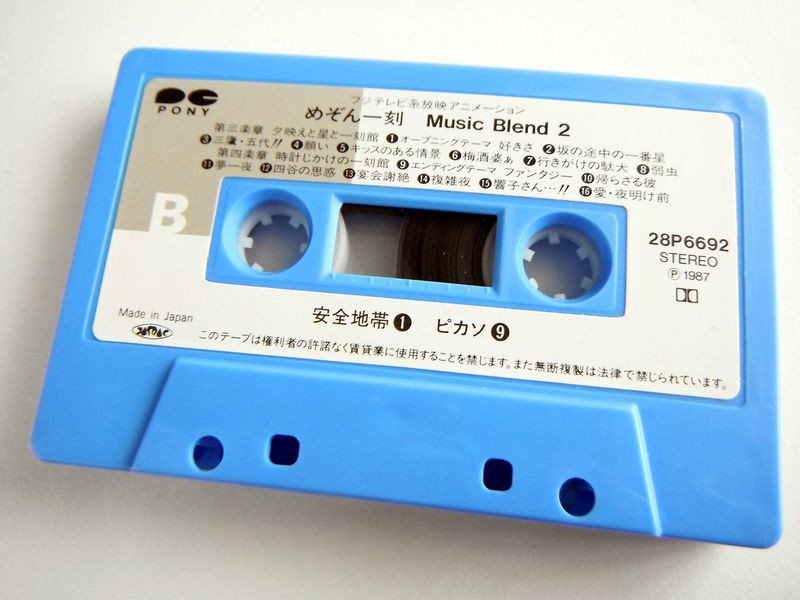 PONY
フジテレビ系放映アニメーション
めぞん一刻 Music Blend 2
第三楽章 夕映えと星と一刻館 ❶オープニングテーマ 好きさ ❷坂の途中の一番星
❸三鷹・五代!! ❹願い ❺キッスのある情景 ❻梅酒婆ぁ ❼行きがけの駄犬 ❽弱虫
第四楽章 時計じかけの一刻館 ❾エンディングテーマ ファンタジー ❿帰らざる彼
⓫夢一夜 ⓬四谷の思惑 ⓭宴会謝絶 ⓮複雑夜 ⓯響子さん…!! ⓰愛・夜明け前
B
28P6692
STEREO
Ⓟ1987
Made in Japan
JASRAC
安全地帯❶ ピカソ❾
このテープは権利者の許諾なく賃貸業に使用することを禁じます。また無断複製は法律で禁じられています。